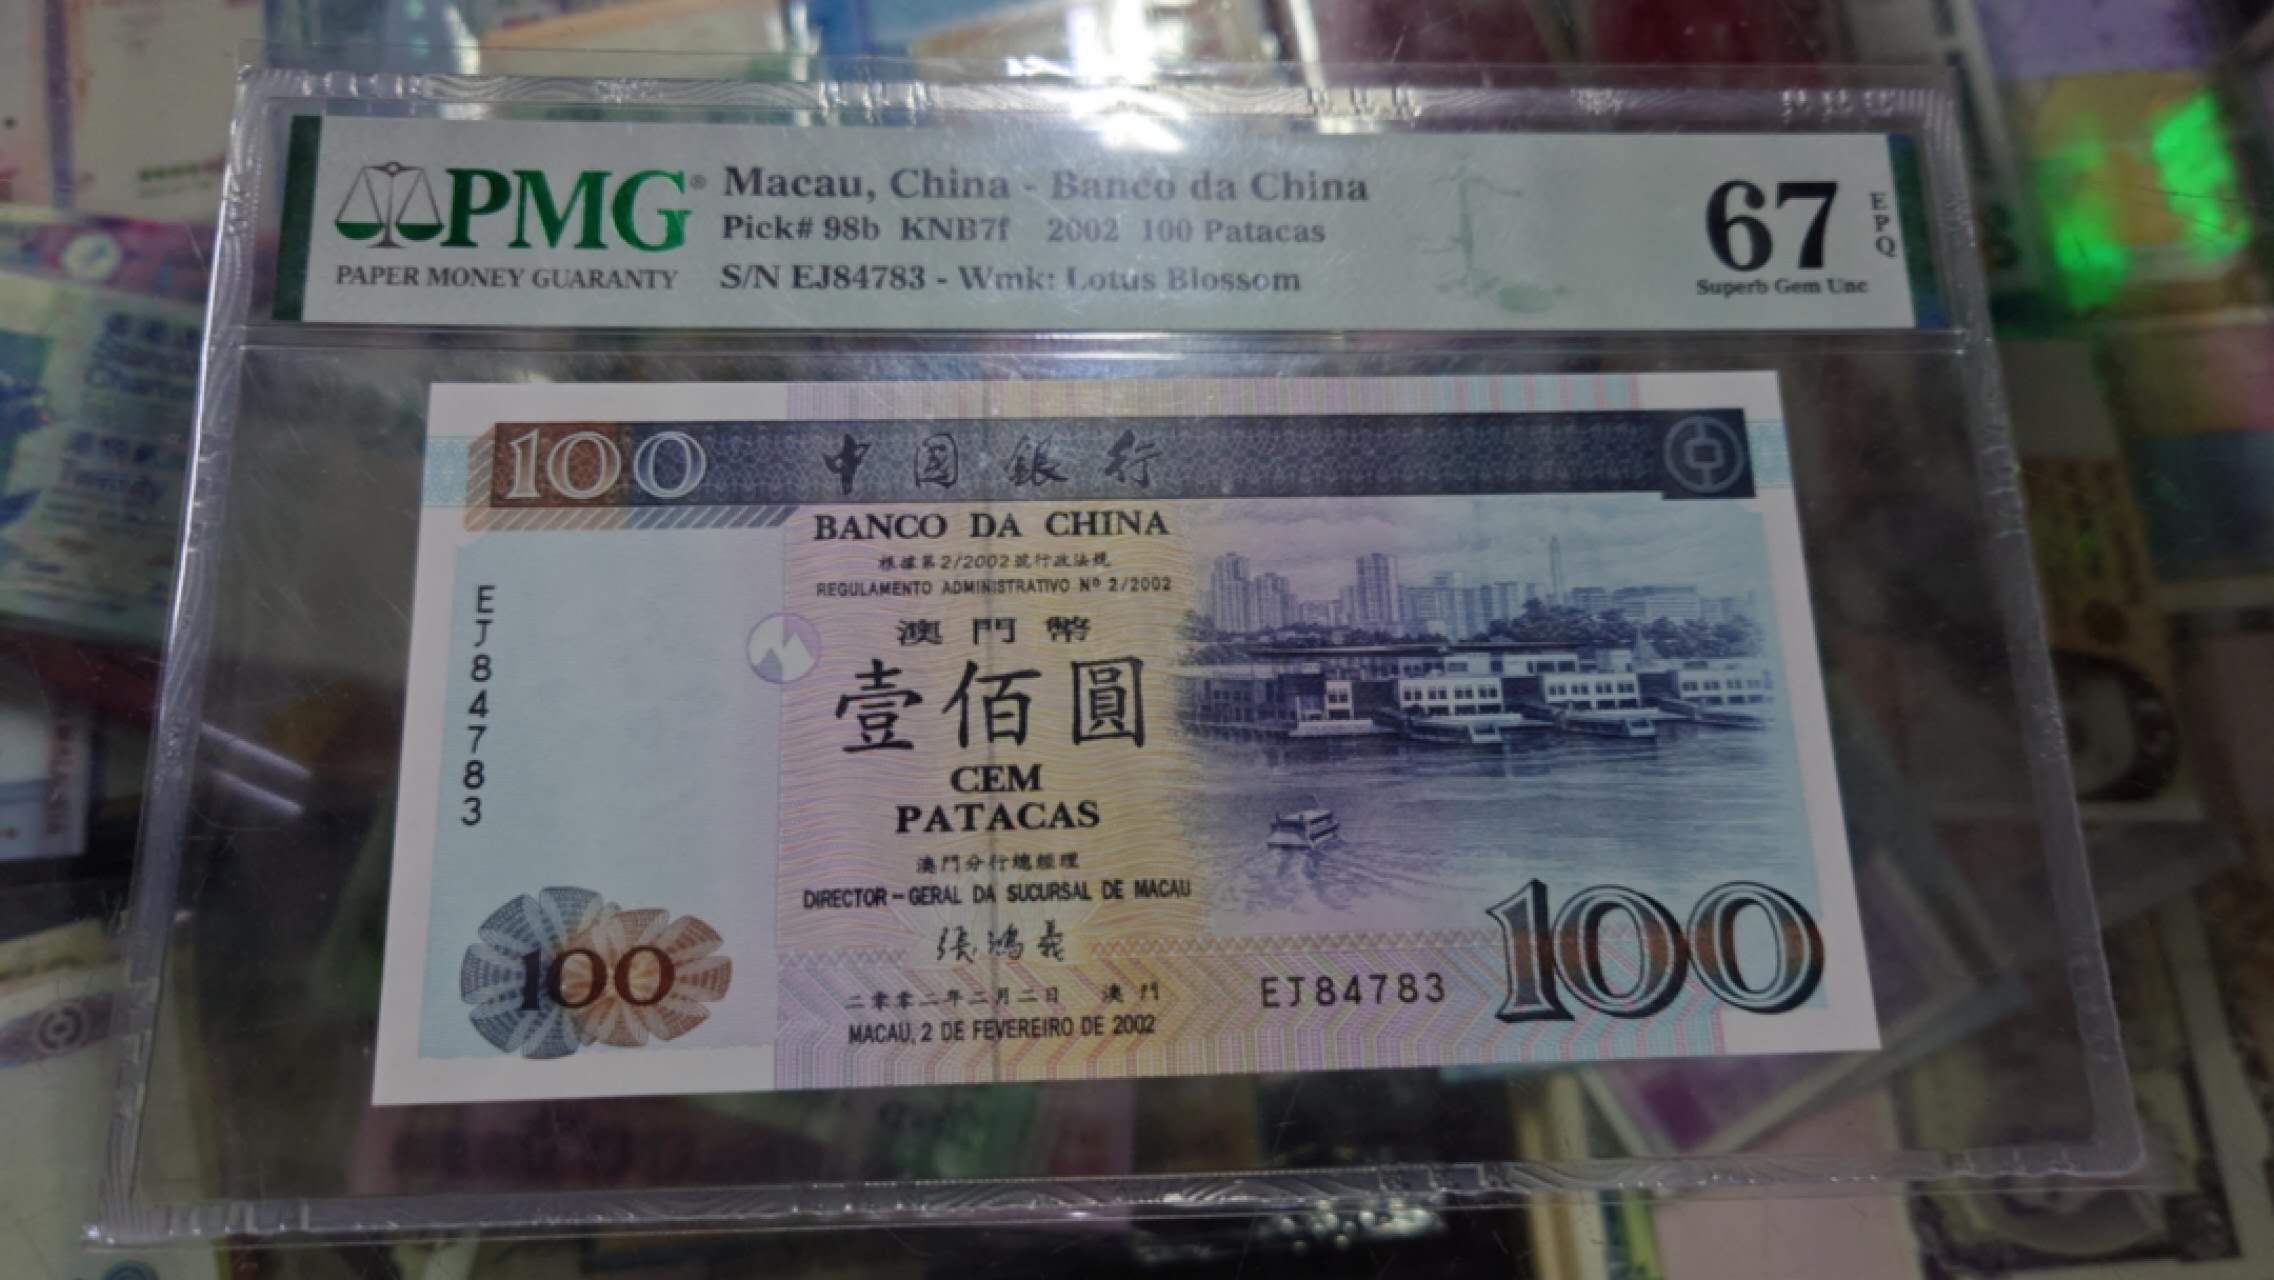 PMG®
PAPER MONEY GUARANTY
Macau, China - Banco da China
Pick# 98b KNB7f 2002 100 Patacas
S/N EJ84783 - Wmk: Lotus Blossom
67
EPQ
Superb Gem Unc
100
中國銀行
BANCO DA CHINA
根據第2/2002號行政法規
REGULAMENTO ADMINISTRATIVO Nº 2/2002
EJ84783
澳門幣
壹佰圓
CEM
PATACAS
澳門分行總經理
DIRECTOR-GERAL DA SUCURSAL DE MACAU
張鴻義
100
二零零二年二月二日 澳門
MACAU, 2 DE FEVEREIRO DE 2002
EJ84783
100